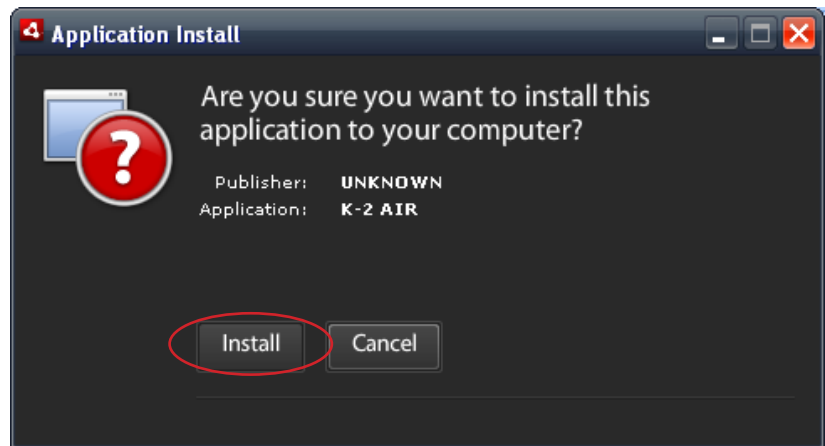 Application Install
Are you sure you want to install this
application to your computer?
Publisher: UNKNOWN
Application: K-2 AIR
Install Cancel